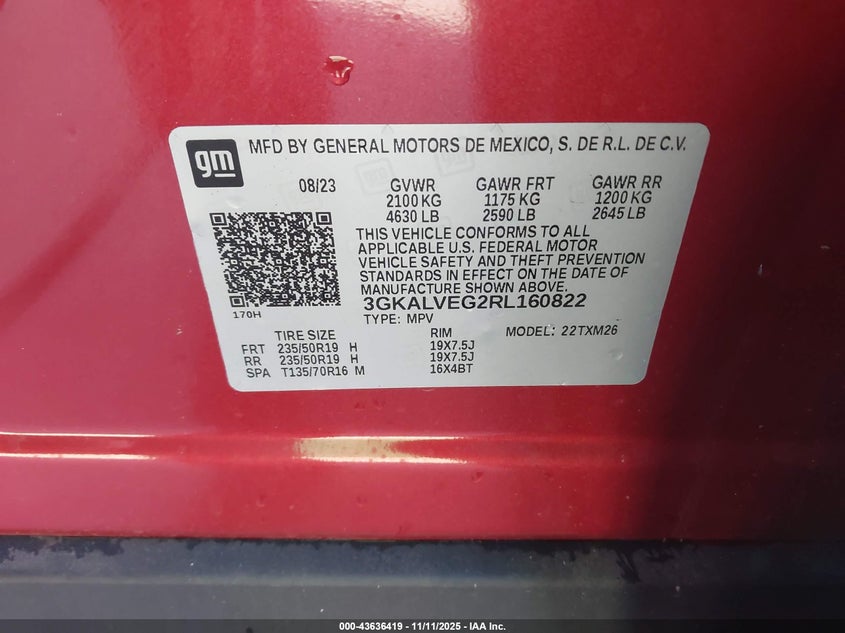 gm
MFD BY GENERAL MOTORS DE MEXICO, S. DE R.L. DE C.V.
08/23 GVWR GAWR FRT GAWR RR
2100 KG 1175 KG 1200 KG
4630 LB 2590 LB 2645 LB
THIS VEHICLE CONFORMS TO ALL
APPLICABLE U.S. FEDERAL MOTOR
VEHICLE SAFETY AND THEFT PREVENTION
STANDARDS IN EFFECT ON THE DATE OF
MANUFACTURE SHOWN ABOVE.
3GKALVEG2RL160822
170H TYPE: MPV
TIRE SIZE RIM MODEL: 22TXM26
FRT 235/50R19 H 19X7.5J
RR 235/50R19 H 19X7.5J
SPA T135/70R16 M 16X4BT
000-43636419 - 11/11/2025 - IAA Inc.